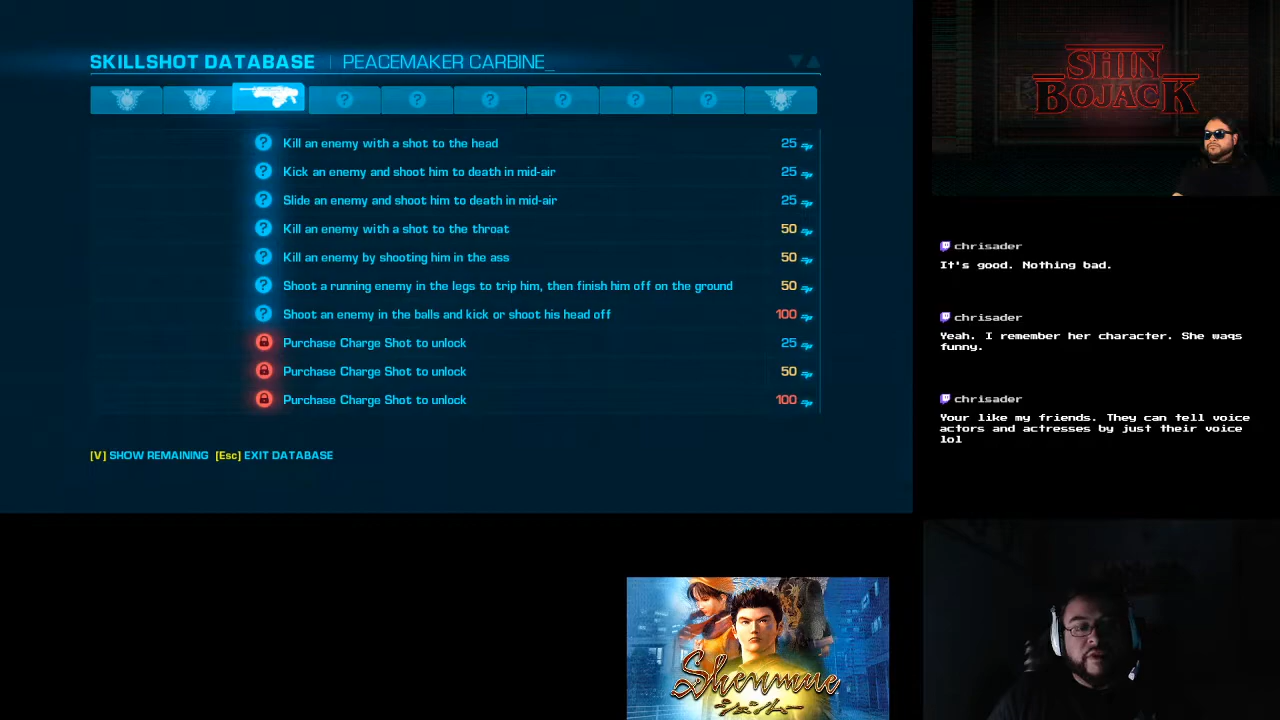 SKILLSHOT DATABASE | PEACEMAKER CARBINE_
Kill an enemy with a shot to the head 25
Kick an enemy and shoot him to death in mid-air 25
Slide an enemy and shoot him to death in mid-air 25
Kill an enemy with a shot to the throat 50
Kill an enemy by shooting him in the ass 50
Shoot a running enemy in the legs to trip him, then finish him off on the ground 50
Shoot an enemy in the balls and kick or shoot his head off 100
Purchase Charge Shot to unlock 25
Purchase Charge Shot to unlock 50
Purchase Charge Shot to unlock 100
[V] SHOW REMAINING [Esc] EXIT DATABASE
SHIN
BOJACK
chrisader
It's good. Nothing bad.
chrisader
Yeah. I remember her character. She waqs
funny.
chrisader
Your like my friends. They can tell voice
actors and actresses by just their voice
lol
Shenmue
シェンムー